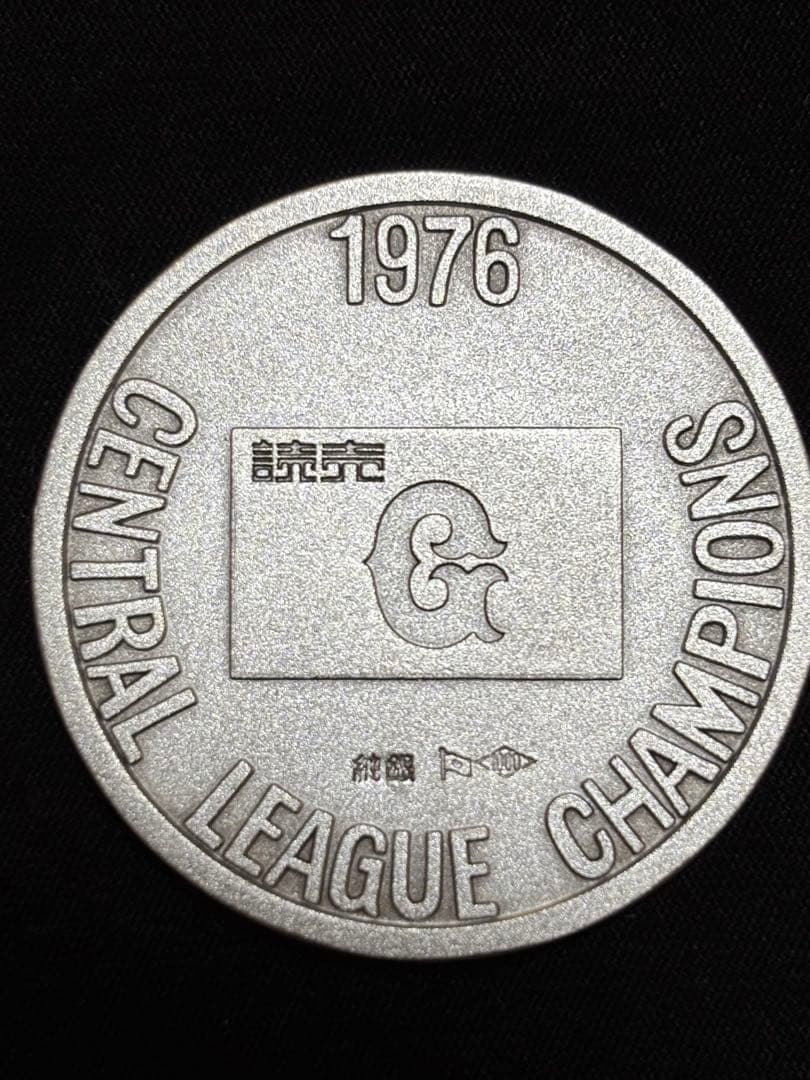 1976
CENTRAL LEAGUE CHAMPIONS
読売
G
純銀